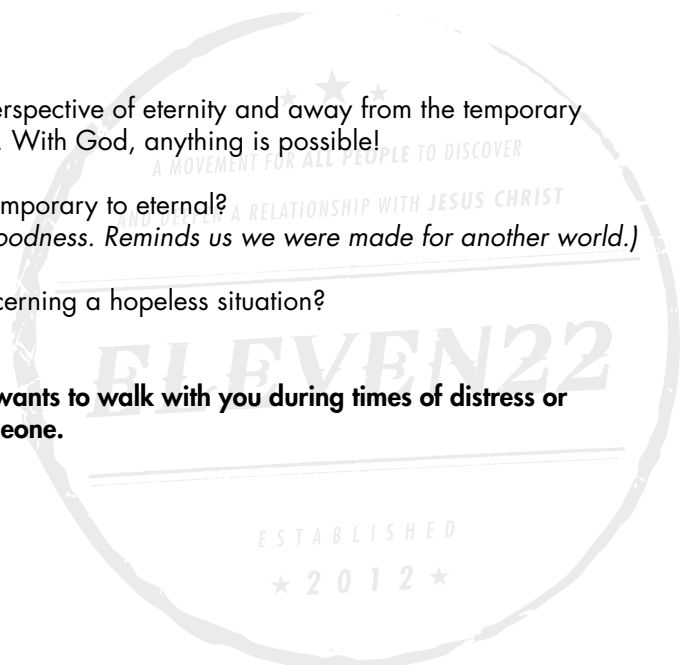 erspective of eternity and away from the temporary
. With God, anything is possible!
A MOVEMENT FOR ALL PEOPLE TO DISCOVER
mporary to eternal?
AND DEEPEN A RELATIONSHIP WITH JESUS CHRIST
oodness. Reminds us we were made for another world.)
cerning a hopeless situation?
ELEVEN22
wants to walk with you during times of distress or
eone.
ESTABLISHED
2012